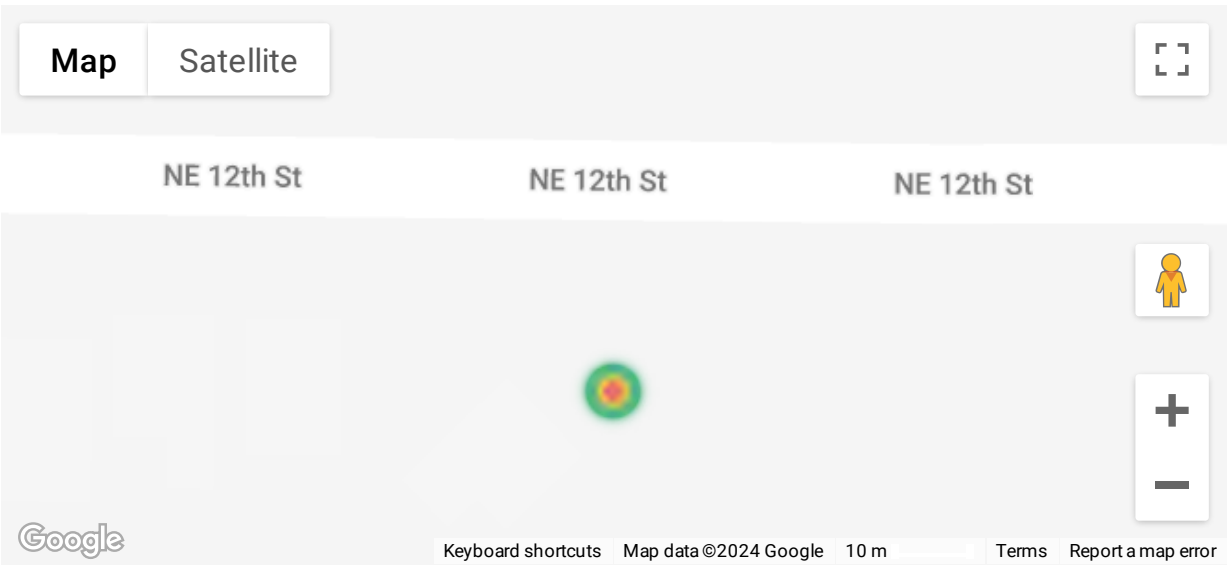 Map Satellite
NE 12th St NE 12th St NE 12th St
Google
Keyboard shortcuts Map data ©2024 Google 10 m Terms Report a map error